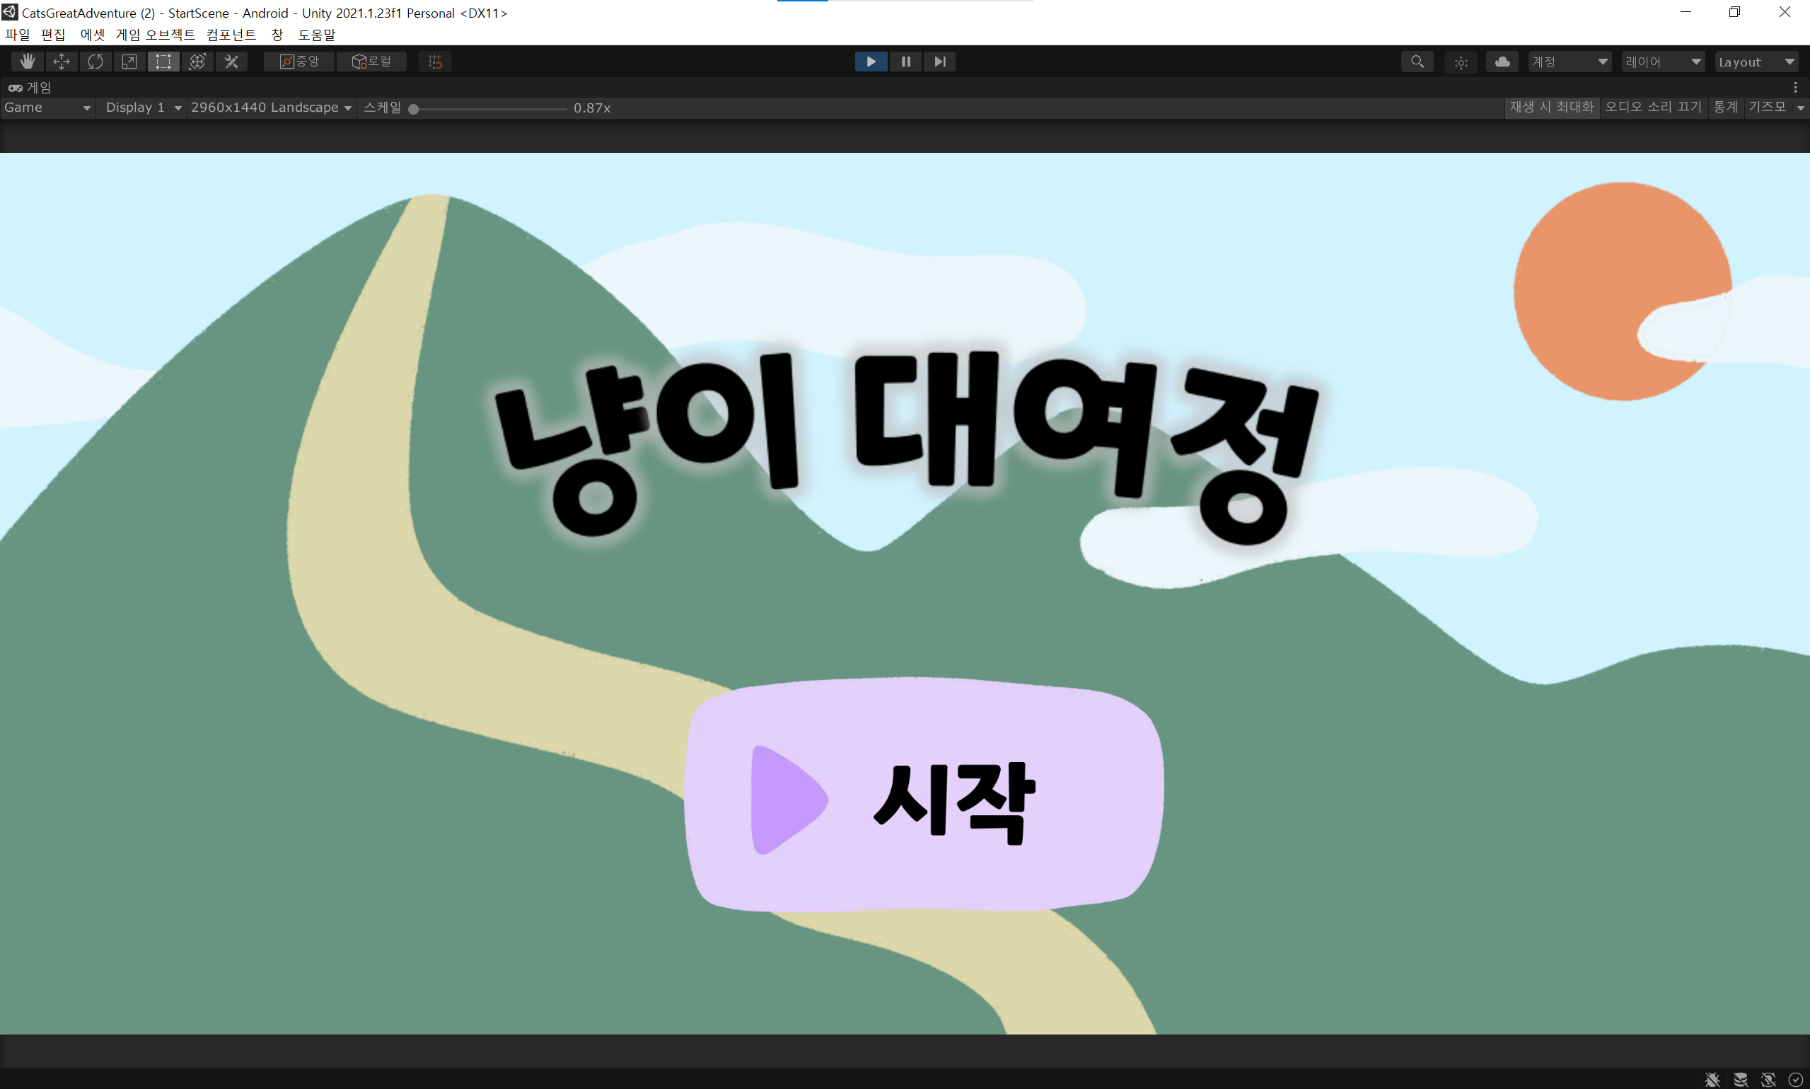 CatsGreatAdventure (2) - StartScene - Android - Unity 2021.1.23f1 Personal <DX11>
파일 편집 에셋 게임 오브젝트 컴포넌트 창 도움말
중앙 로컬 계정 레이어 Layout
게임
Game Display 1 2960x1440 Landscape 스케일 0.87x 재생 시 최대화 오디오 소리 끄기 통계 기즈모
냥이 대여정
시작